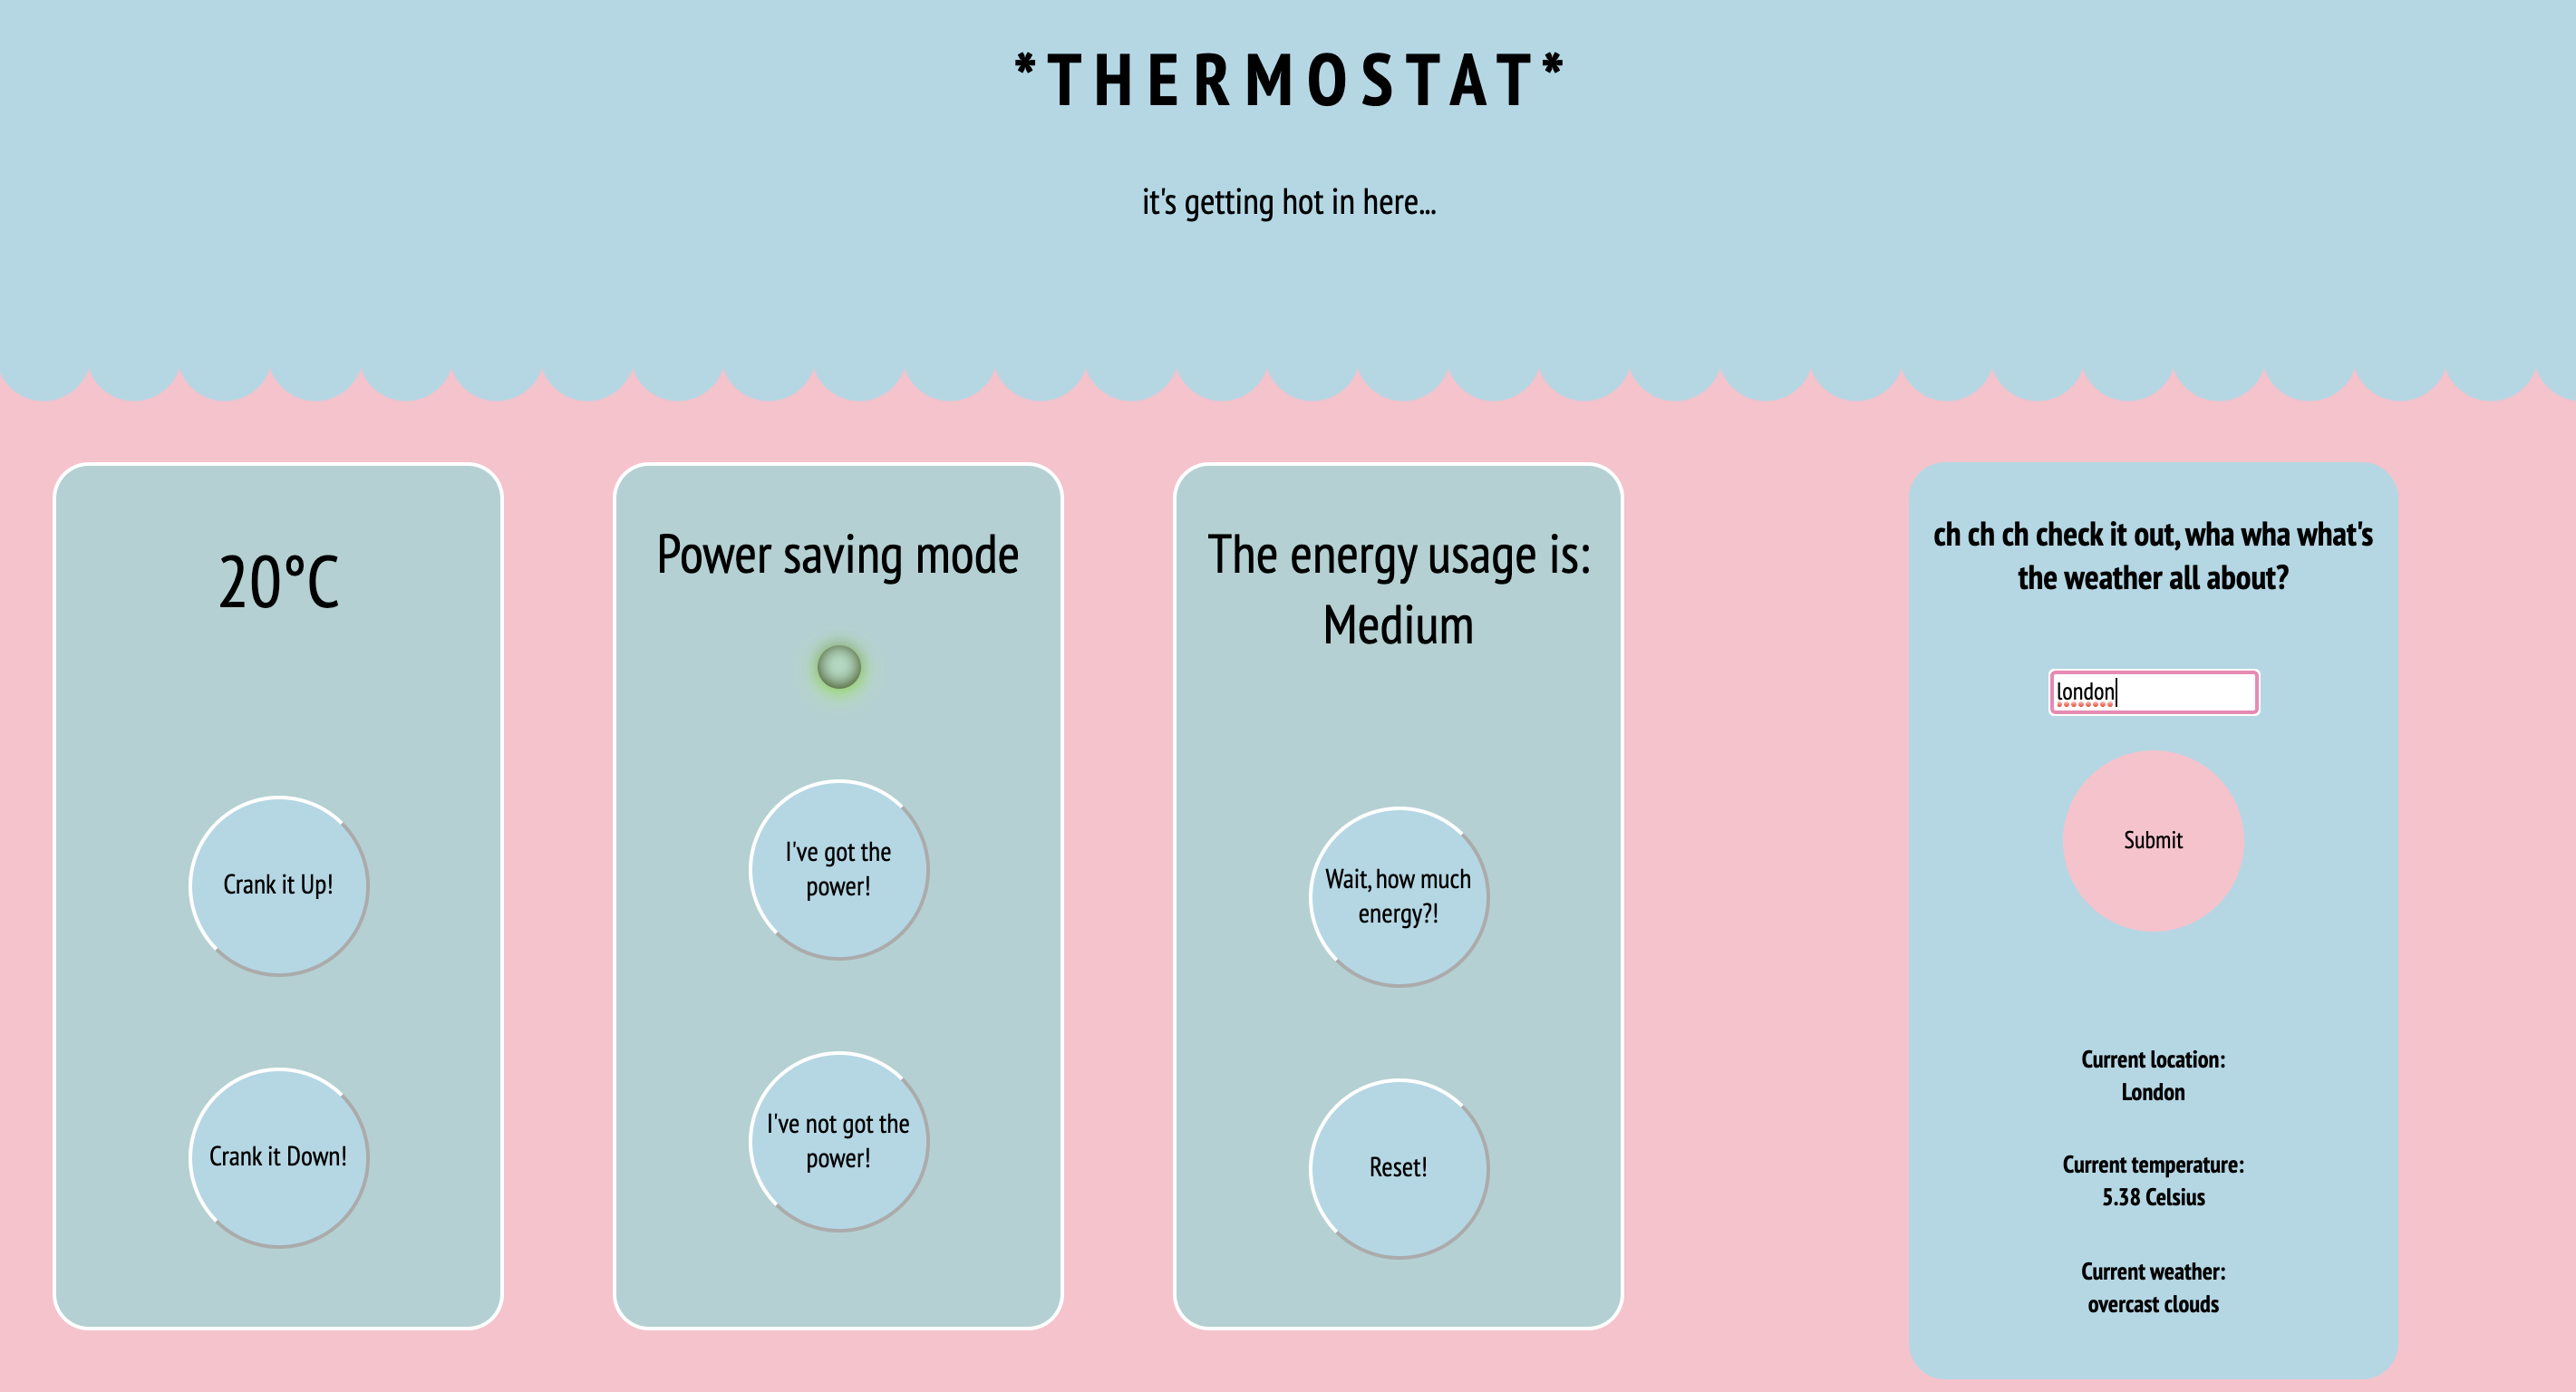 *THERMOSTAT*
it's getting hot in here...
20°C
Crank it Up!
Crank it Down!
Power saving mode
I've got the
power!
I've not got the
power!
The energy usage is:
Medium
Wait, how much
energy?!
Reset!
ch ch ch check it out, wha wha what's
the weather all about?
london
Submit
Current location:
London
Current temperature:
5.38 Celsius
Current weather:
overcast clouds